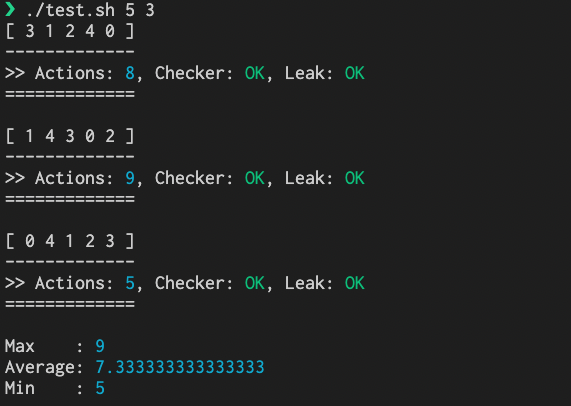 ❯ ./test.sh 5 3
[ 3 1 2 4 0 ]
-------------
>> Actions: 8, Checker: OK, Leak: OK
=============
[ 1 4 3 0 2 ]
-------------
>> Actions: 9, Checker: OK, Leak: OK
=============
[ 0 4 1 2 3 ]
-------------
>> Actions: 5, Checker: OK, Leak: OK
=============
Max    : 9
Average: 7.333333333333333
Min    : 5